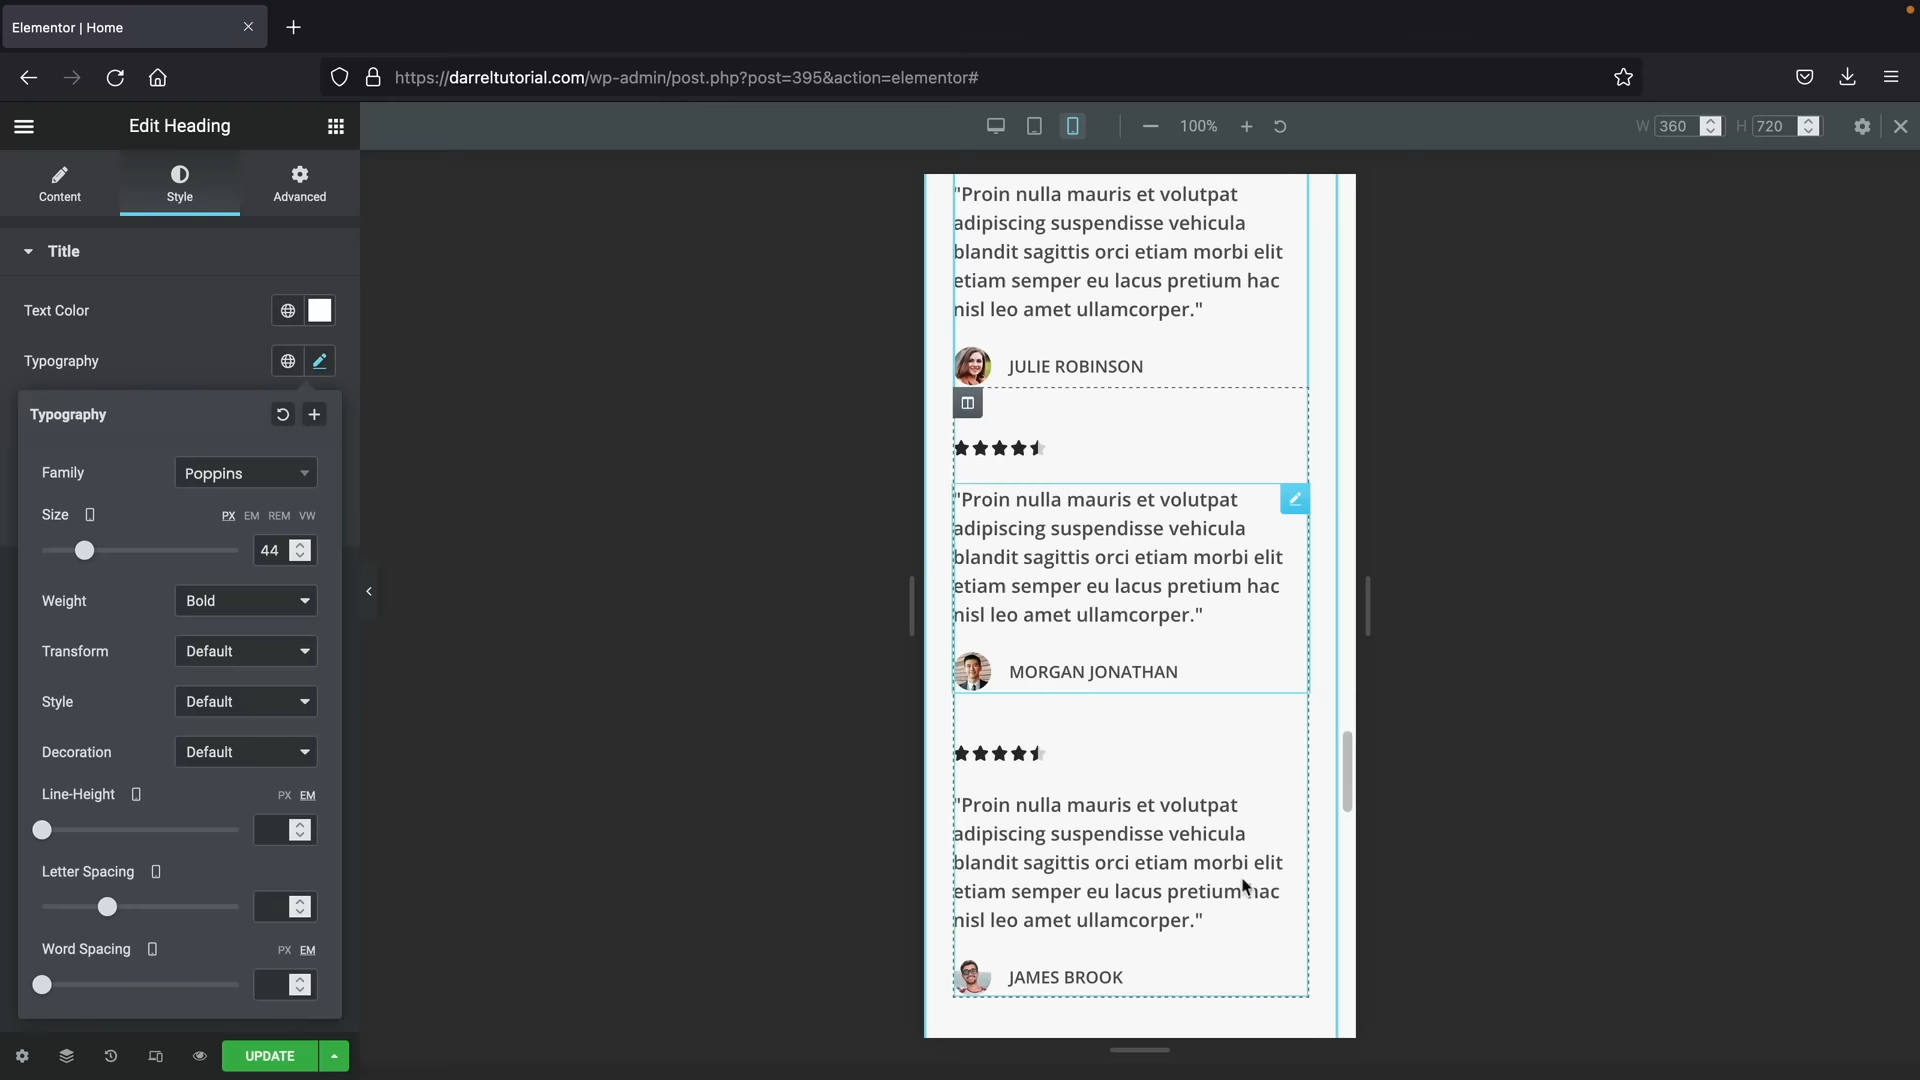 Elementor | Home
https://darreltutorial.com/wp-admin/post.php?post=395&action=elementor#
Edit Heading
100%
W 360
H 720
Content
Style
Advanced
Title
Text Color
Typography
Typography
Family
Poppins
Size
PX EM REM VW
44
Weight
Bold
Transform
Default
Style
Default
Decoration
Default
Line-Height
PX EM
Letter Spacing
Word Spacing
PX EM
UPDATE
"Proin nulla mauris et volutpat
adipiscing suspendisse vehicula
blandit sagittis orci etiam morbi elit
etiam semper eu lacus pretium hac
nisl leo amet ullamcorper."
JULIE ROBINSON
"Proin nulla mauris et volutpat
adipiscing suspendisse vehicula
blandit sagittis orci etiam morbi elit
etiam semper eu lacus pretium hac
nisl leo amet ullamcorper."
MORGAN JONATHAN
"Proin nulla mauris et volutpat
adipiscing suspendisse vehicula
blandit sagittis orci etiam morbi elit
etiam semper eu lacus pretium hac
nisl leo amet ullamcorper."
JAMES BROOK